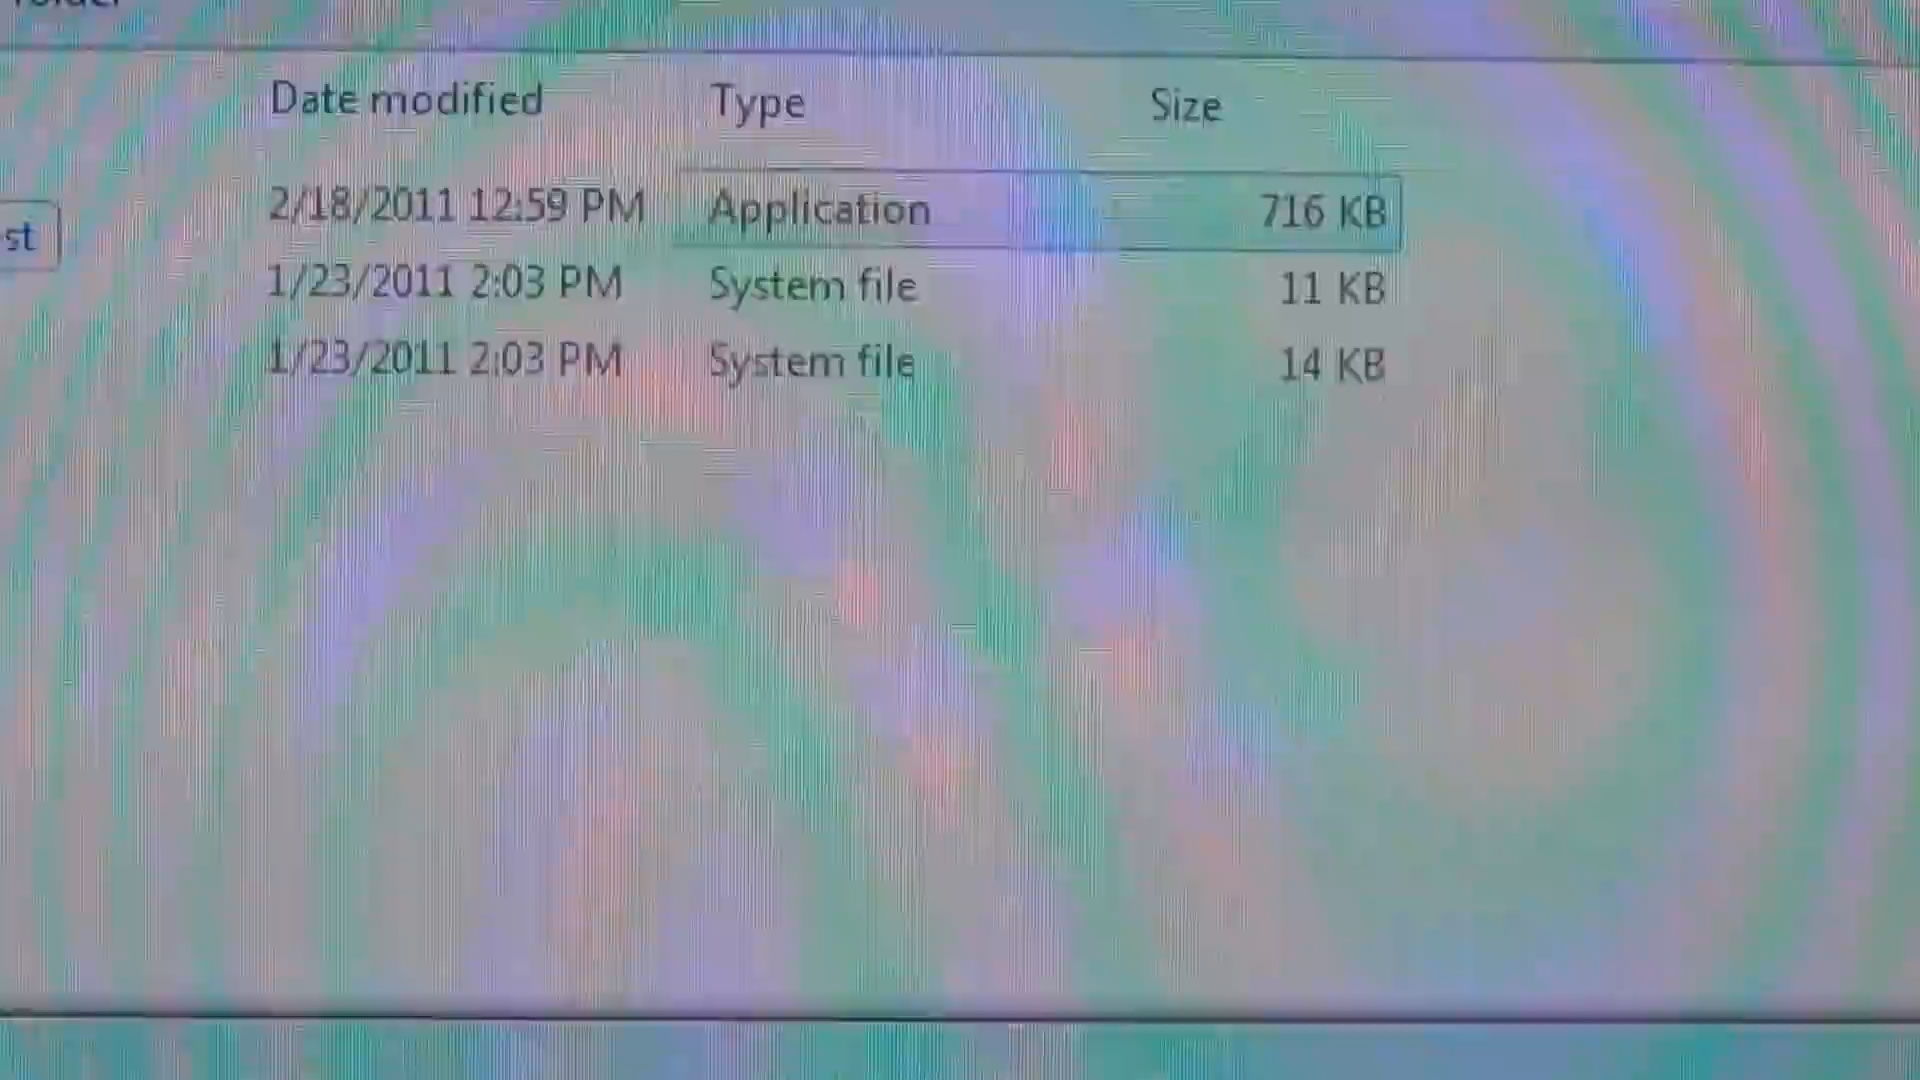 folder
Date modified Type Size
2/18/2011 12:59 PM Application 716 KB
st
1/23/2011 2:03 PM System file 11 KB
1/23/2011 2:03 PM System file 14 KB